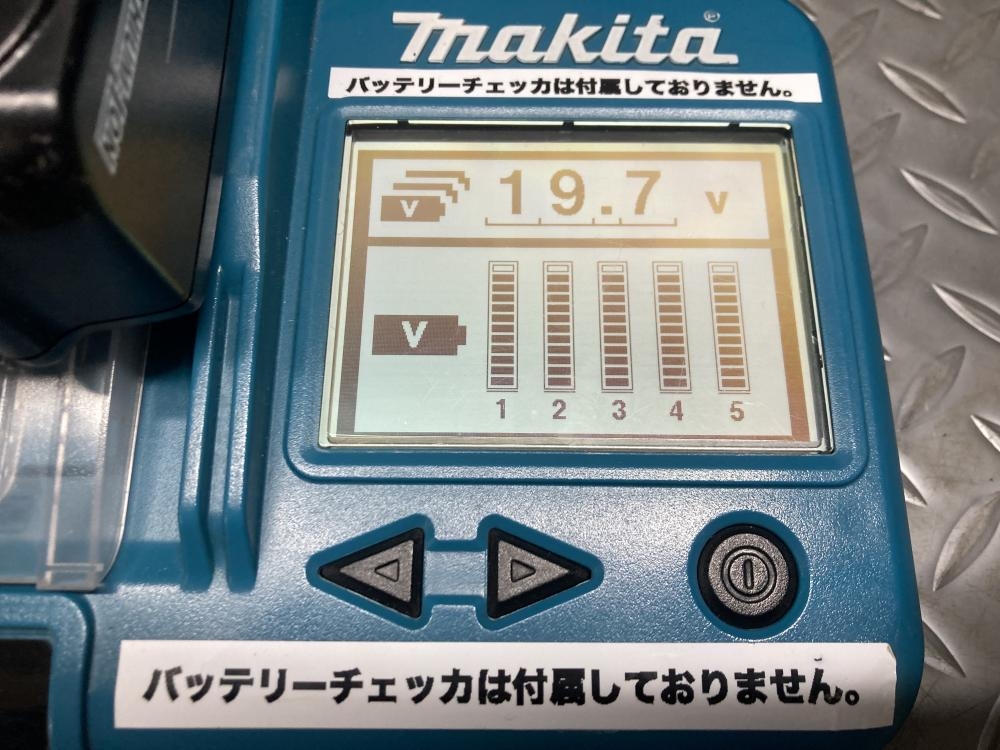 makita®
バッテリーチェッカは付属しておりません。
V 19.7 V
V
1 2 3 4 5
バッテリーチェッカは付属しておりません。